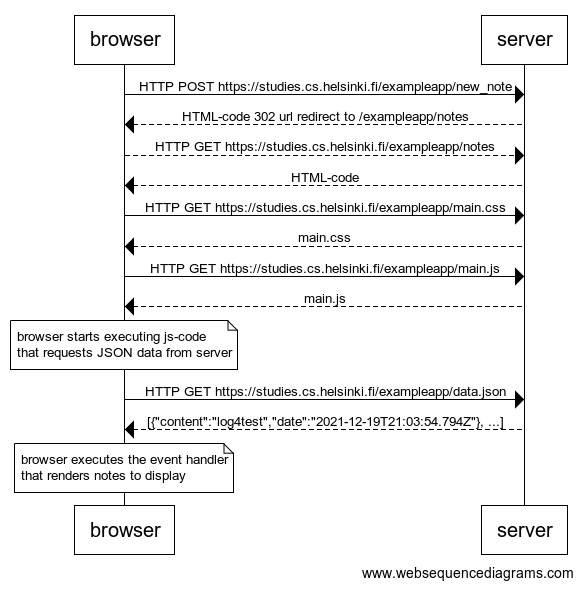 browser server
HTTP POST https://studies.cs.helsinki.fi/exampleapp/new_note
HTML-code 302 url redirect to /exampleapp/notes
HTTP GET https://studies.cs.helsinki.fi/exampleapp/notes
HTML-code
HTTP GET https://studies.cs.helsinki.fi/exampleapp/main.css
main.css
HTTP GET https://studies.cs.helsinki.fi/exampleapp/main.js
main.js
browser starts executing js-code
that requests JSON data from server
HTTP GET https://studies.cs.helsinki.fi/exampleapp/data.json
[{"content":"log4test","date":"2021-12-19T21:03:54.794Z"}, ...]
browser executes the event handler
that renders notes to display
browser server
www.websequencediagrams.com